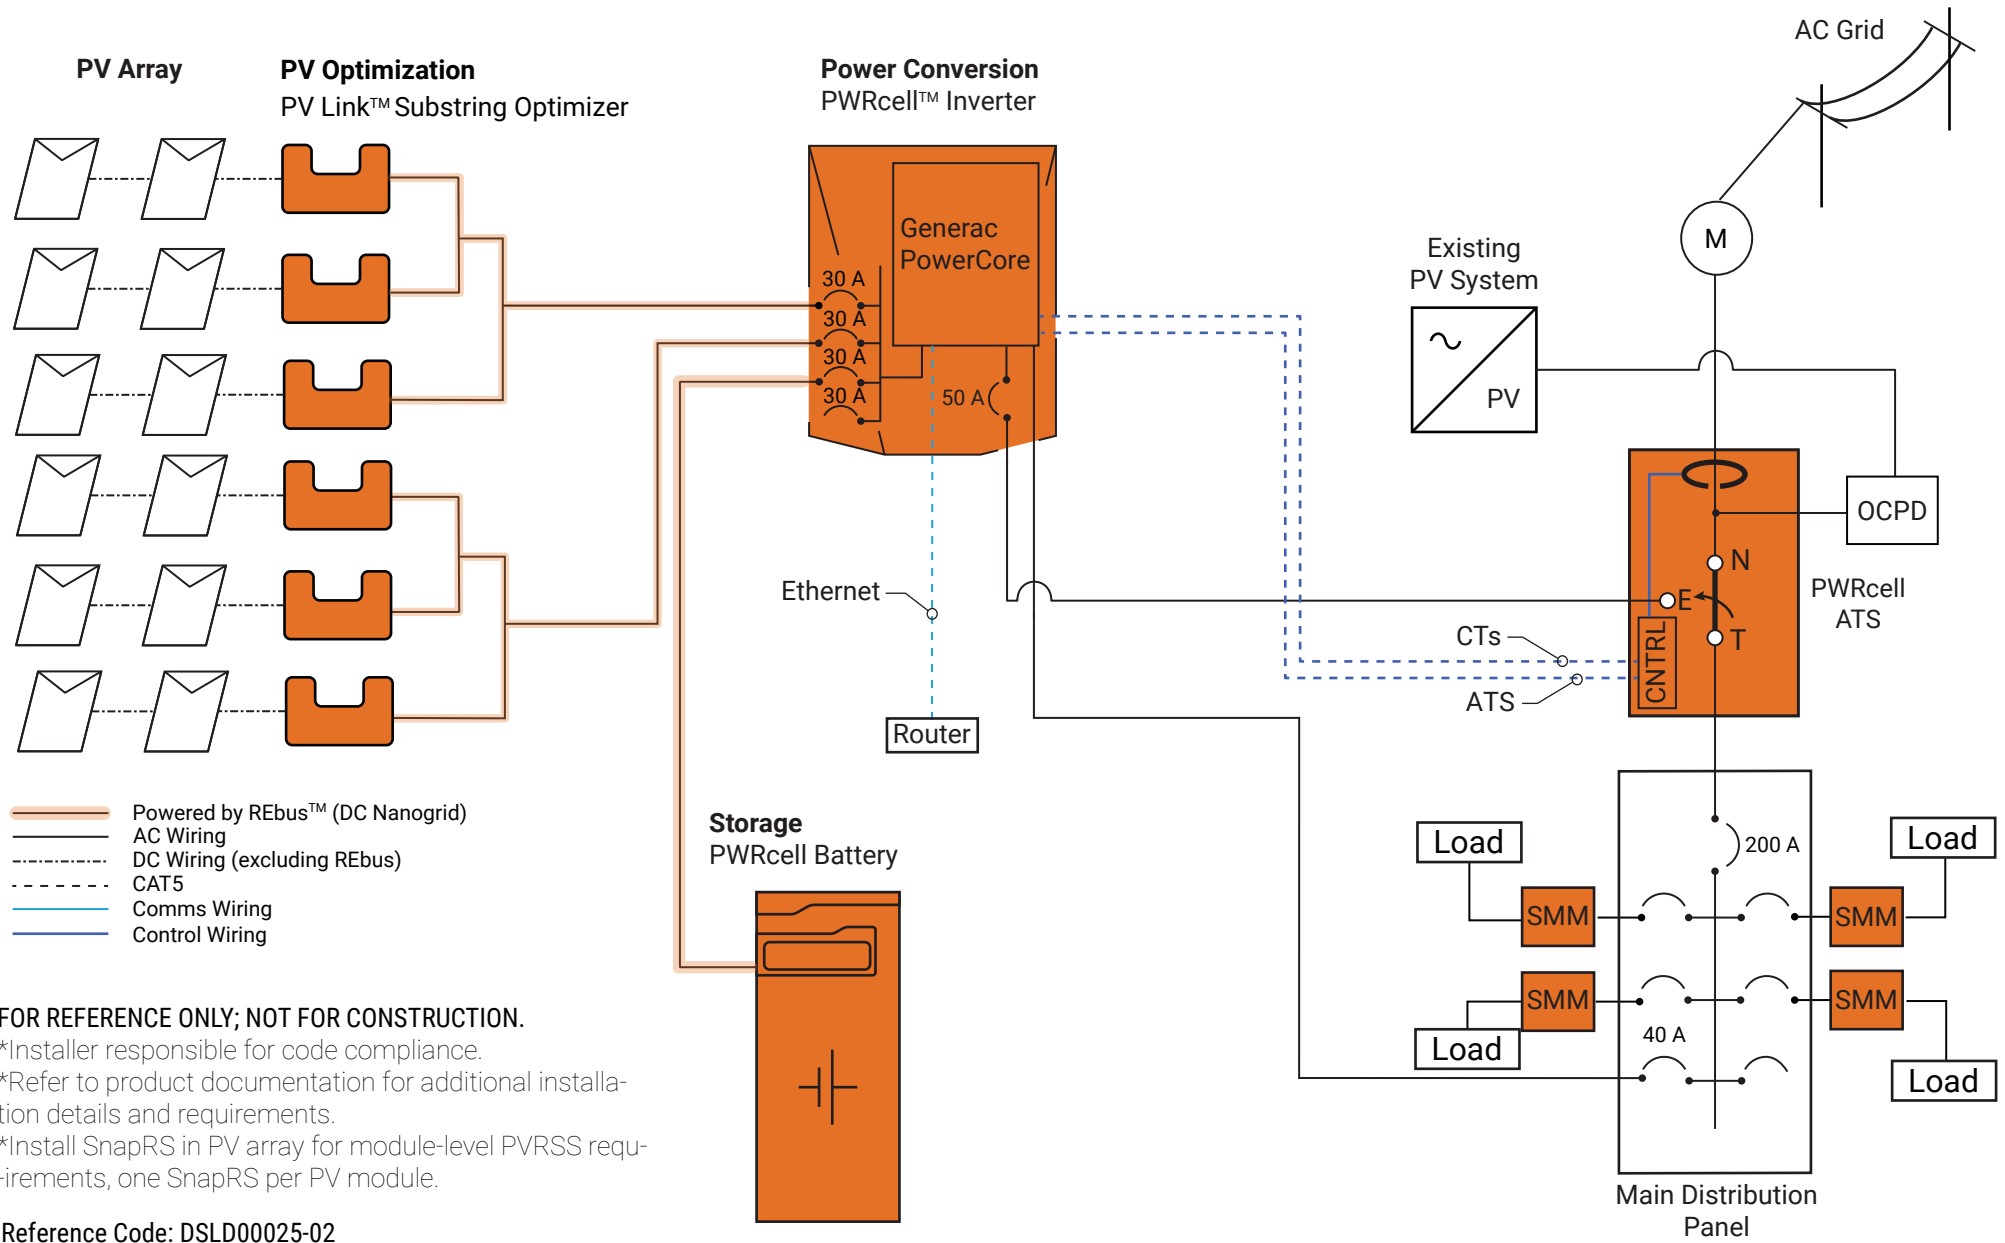 AC Grid
PV Array
PV Optimization
PV Link™ Substring Optimizer
Power Conversion
PWRcell™ Inverter
Generac
PowerCore
30 A
30 A
30 A
30 A
50 A
M
Existing
PV System
PV
OCPD
N
E
T
CNTRL
PWRcell
ATS
Ethernet
CTs
ATS
Router
Powered by REbus™ (DC Nanogrid)
AC Wiring
DC Wiring (excluding REbus)
CAT5
Comms Wiring
Control Wiring
Storage
PWRcell Battery
Load
Load
200 A
SMM
SMM
SMM
SMM
40 A
Load
Load
Main Distribution
Panel
FOR REFERENCE ONLY; NOT FOR CONSTRUCTION.
*Installer responsible for code compliance.
*Refer to product documentation for additional installa-
tion details and requirements.
*Install SnapRS in PV array for module-level PVRSS requ-
-irements, one SnapRS per PV module.
Reference Code: DSLD00025-02